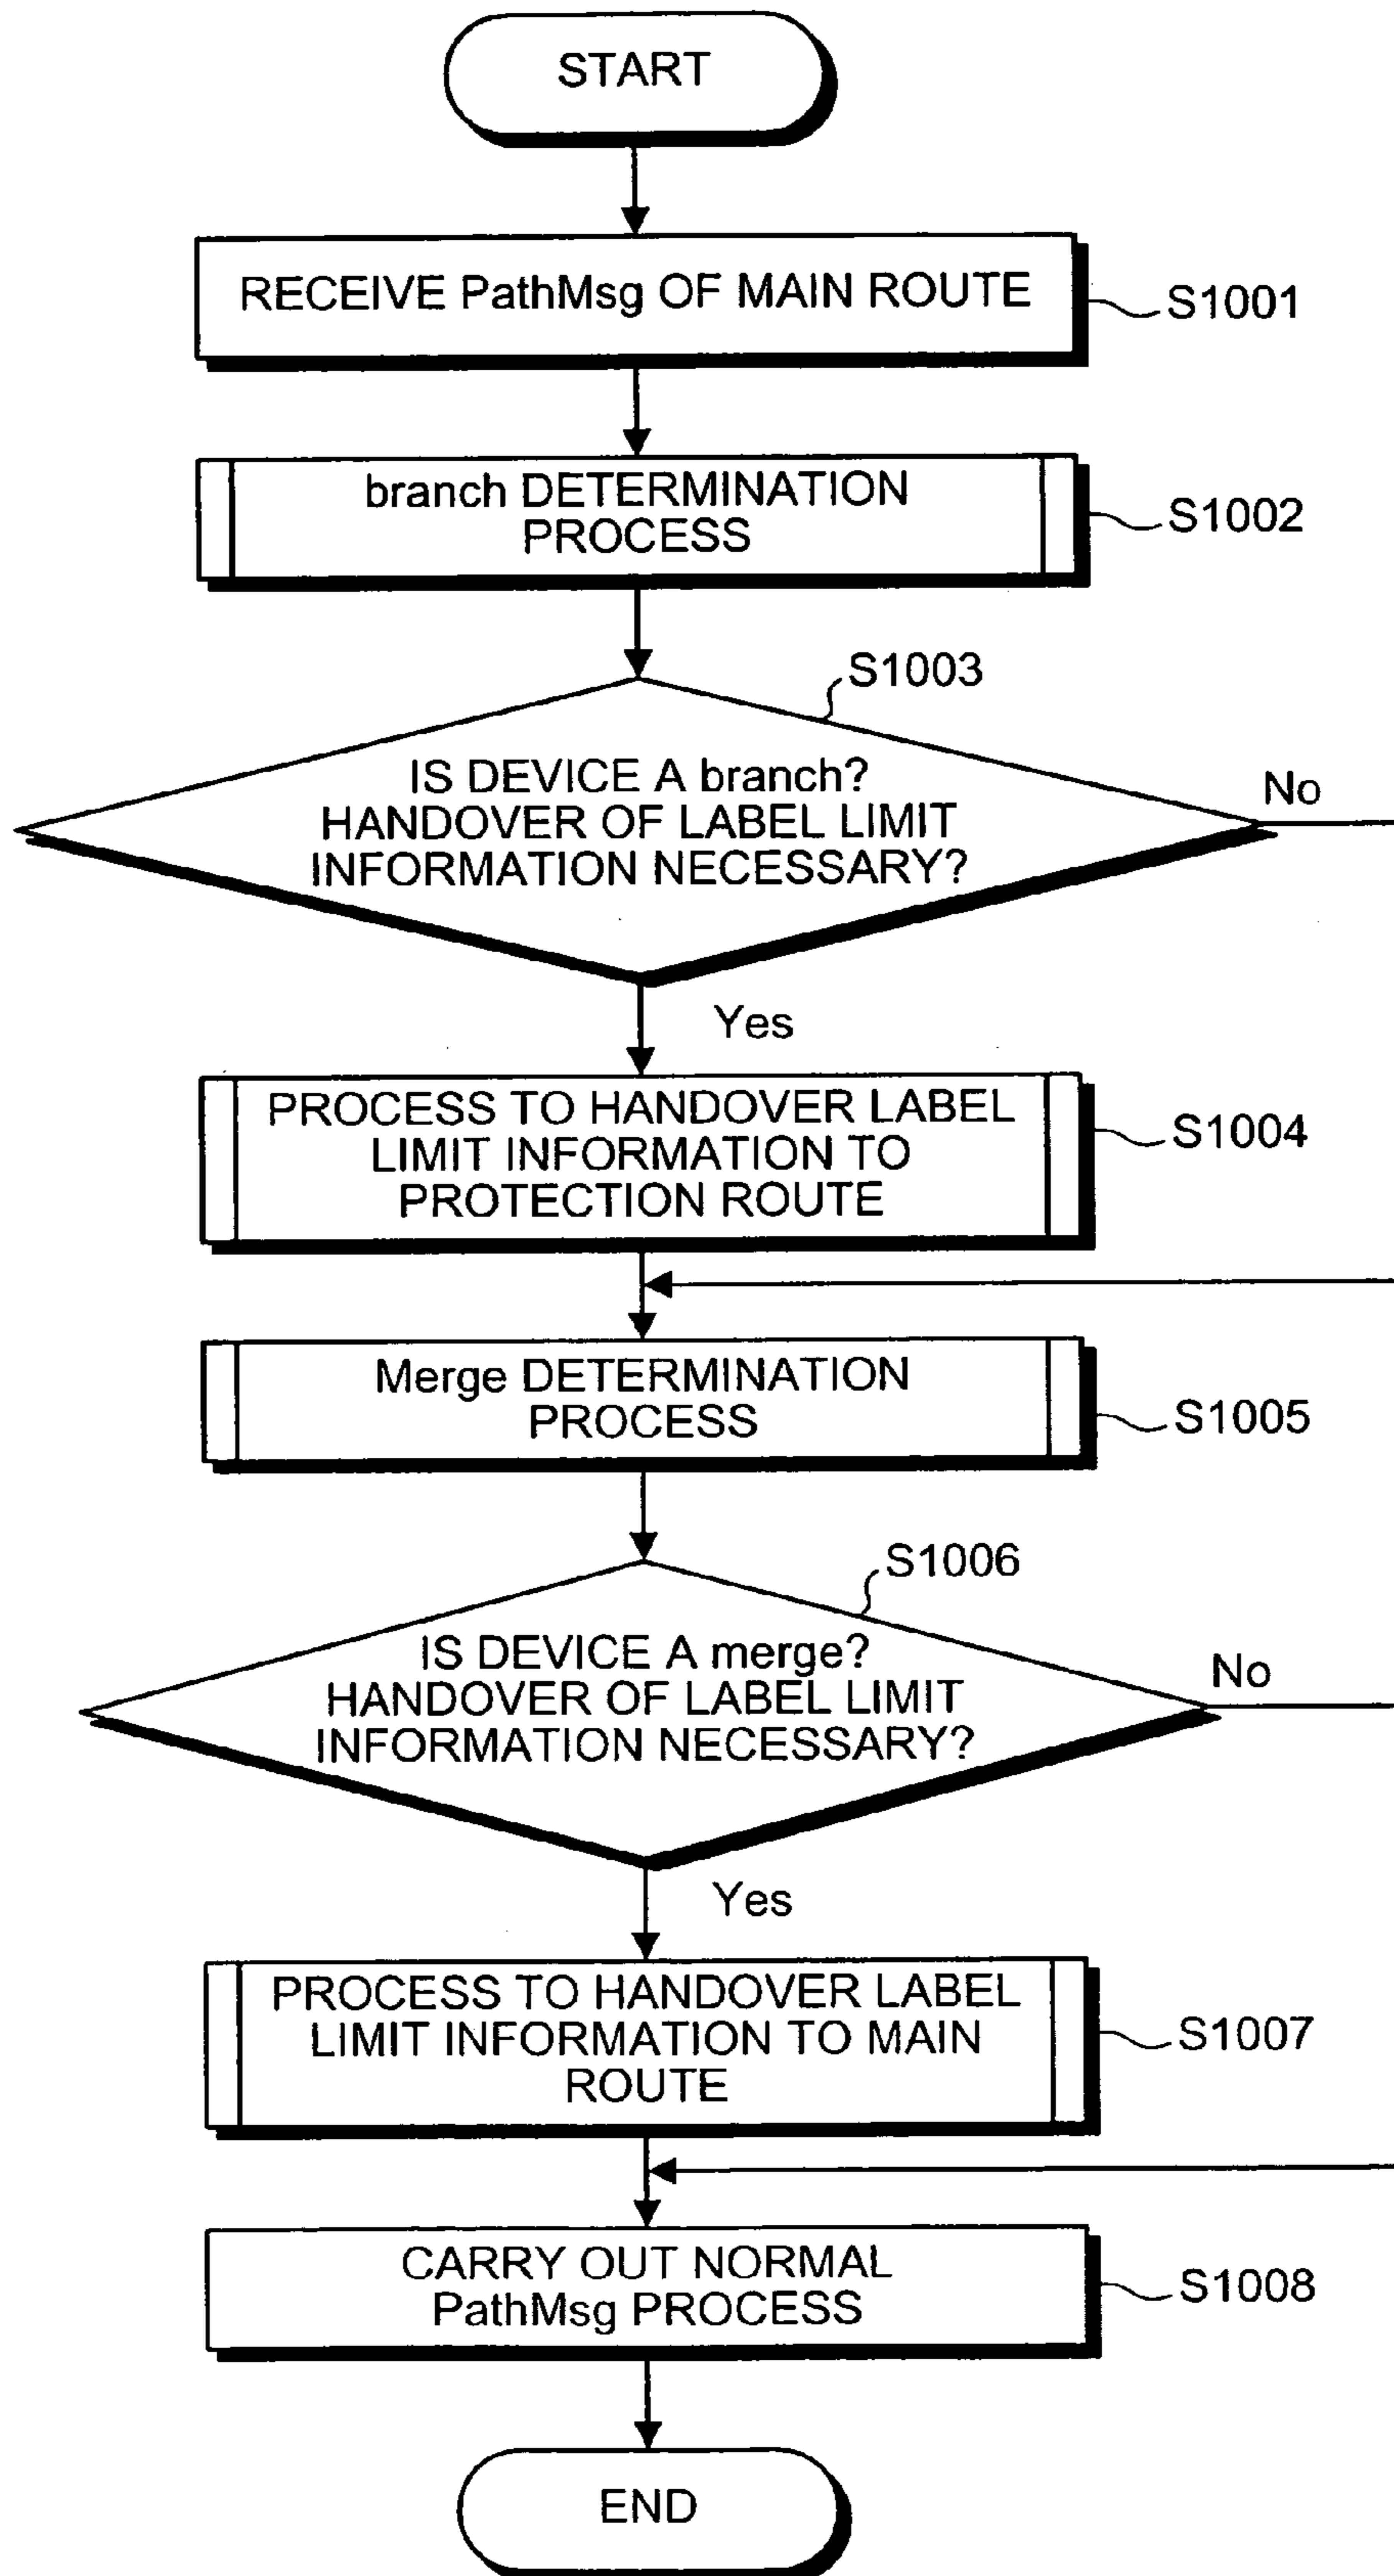 START
RECEIVE PathMsg OF MAIN ROUTE
S1001
branch DETERMINATION
PROCESS
S1002
S1003
IS DEVICE A branch?
HANDOVER OF LABEL LIMIT
INFORMATION NECESSARY?
No
Yes
PROCESS TO HANDOVER LABEL
LIMIT INFORMATION TO
PROTECTION ROUTE
S1004
Merge DETERMINATION
PROCESS
S1005
S1006
IS DEVICE A merge?
HANDOVER OF LABEL LIMIT
INFORMATION NECESSARY?
No
Yes
PROCESS TO HANDOVER LABEL
LIMIT INFORMATION TO MAIN
ROUTE
S1007
CARRY OUT NORMAL
PathMsg PROCESS
S1008
END